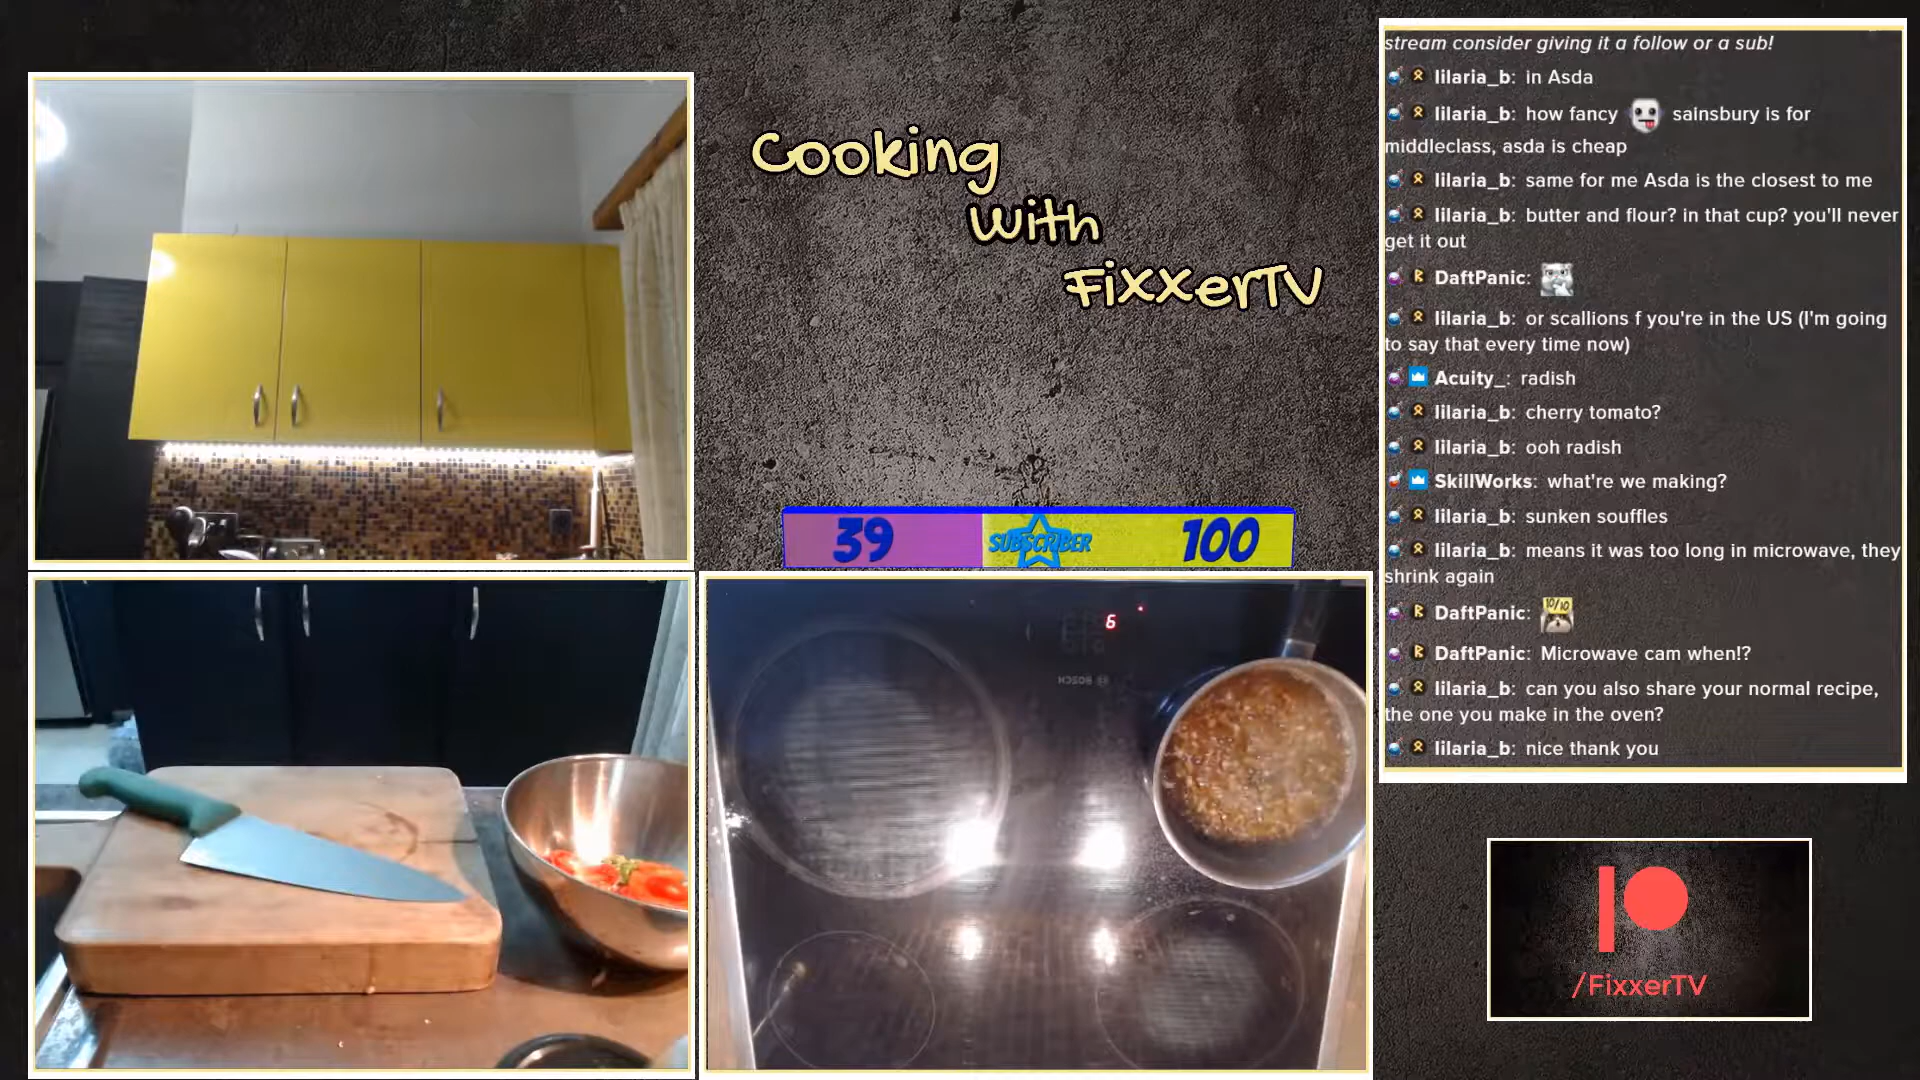 Cooking
With
FixxerTV
39
SUBSCRIBER
100
6
BOSCH
stream consider giving it a follow or a sub!
lilaria_b: in Asda
lilaria_b: how fancy sainsbury is for
middleclass, asda is cheap
lilaria_b: same for me Asda is the closest to me
lilaria_b: butter and flour? in that cup? you'll never
get it out
DaftPanic:
lilaria_b: or scallions f you're in the US (I'm going
to say that every time now)
Acuity_: radish
lilaria_b: cherry tomato?
lilaria_b: ooh radish
SkillWorks: what're we making?
lilaria_b: sunken souffles
lilaria_b: means it was too long in microwave, they
shrink again
DaftPanic: 10/10
DaftPanic: Microwave cam when!?
lilaria_b: can you also share your normal recipe,
the one you make in the oven?
lilaria_b: nice thank you
/FixxerTV